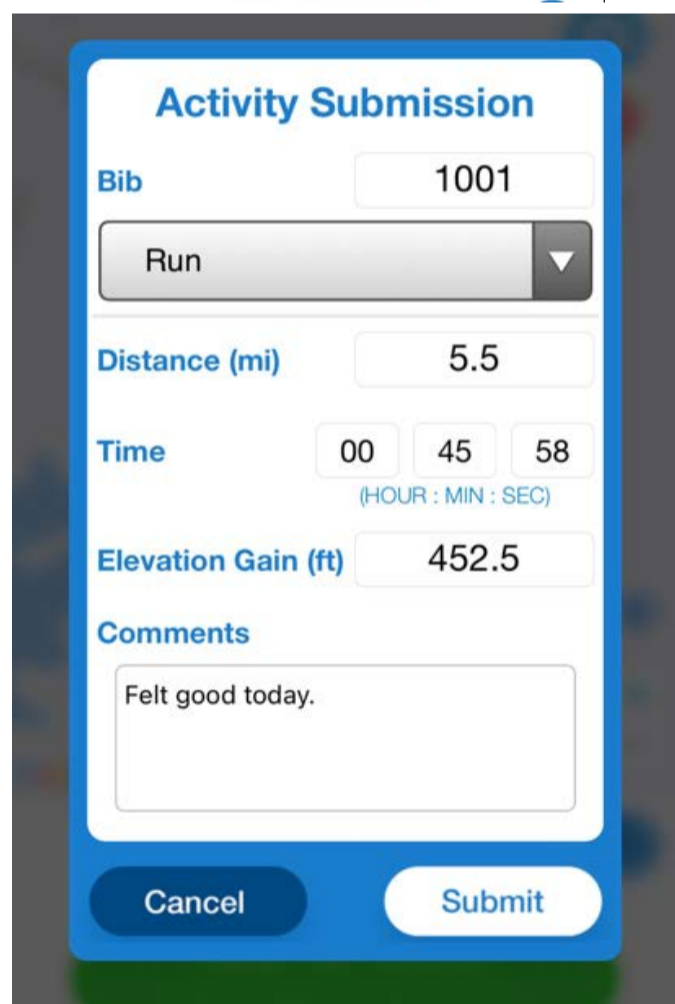 Activity Submission
Bib 1001
Run
Distance (mi) 5.5
Time 00 45 58
(HOUR : MIN : SEC)
Elevation Gain (ft) 452.5
Comments
Felt good today.
Cancel Submit